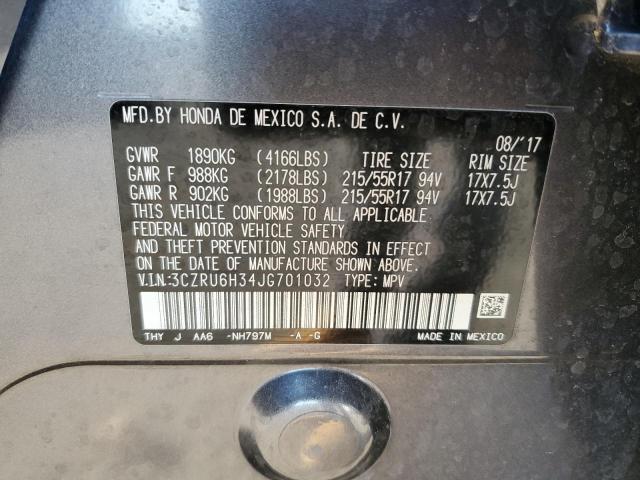 MFD.BY HONDA DE MEXICO S.A. DE C.V.
08/'17
GVWR 1890KG (4166LBS) TIRE SIZE RIM SIZE
GAWR F 988KG (2178LBS) 215/55R17 94V 17X7.5J
GAWR R 902KG (1988LBS) 215/55R17 94V 17X7.5J
THIS VEHICLE CONFORMS TO ALL APPLICABLE
FEDERAL MOTOR VEHICLE SAFETY
AND THEFT PREVENTION STANDARDS IN EFFECT
ON THE DATE OF MANUFACTURE SHOWN ABOVE.
V.I.N:3CZRU6H34JG701032 TYPE: MPV
THY J AA6 -NH797M -A -G MADE IN MEXICO